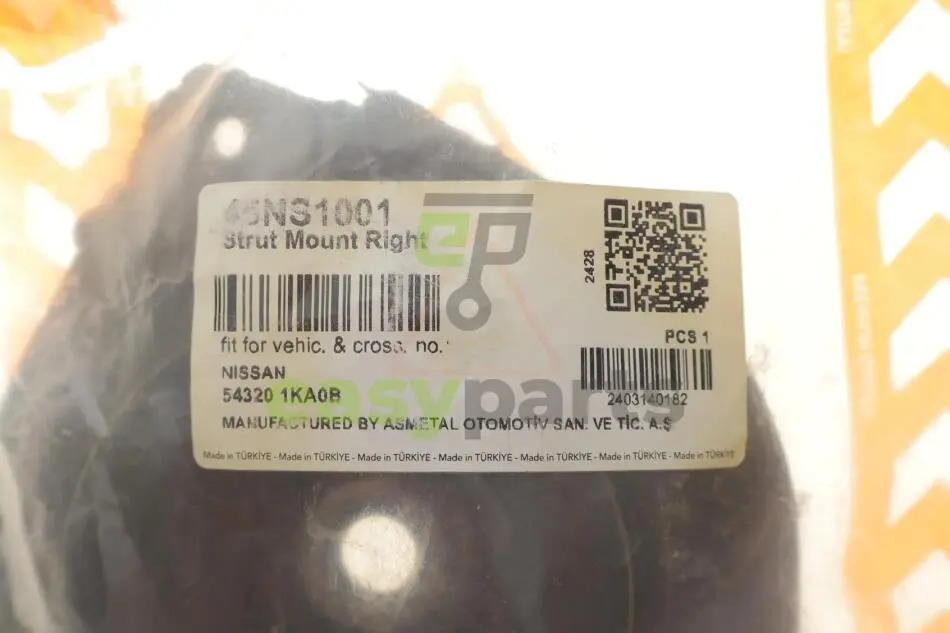 45NS1001
Strut Mount Right
2428
PCS 1
fit for vehic. & cross. no.
NISSAN
54320 1KA0B
2403140182
MANUFACTURED BY ASMETAL OTOMOTİV SAN. VE TİC. A.Ş
Made in TÜRKİYE - Made in TÜRKİYE - Made in TÜRKİYE - Made in TÜRKİYE - Made in TÜRKİYE - Made in TÜRKİYE - Made in TÜRKİYE
ep
easyparts